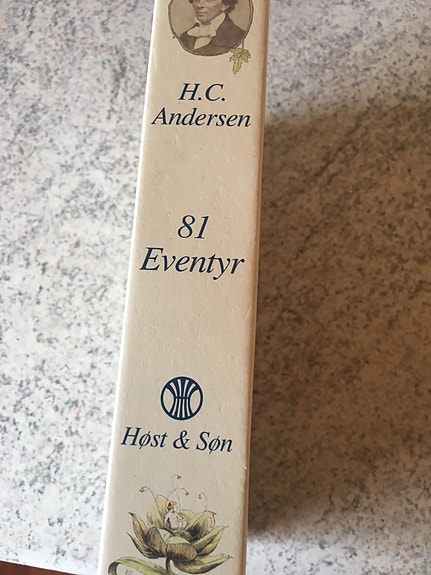 H.C.
Andersen
81
Eventyr
Høst & Søn